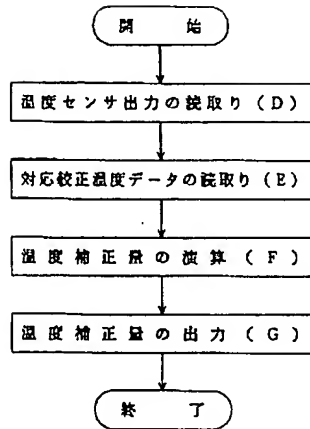 開始
温度センサ出力の読取り(D)
対応校正温度データの読取り(E)
温度補正量の演算(F)
温度補正量の出力(G)
終了